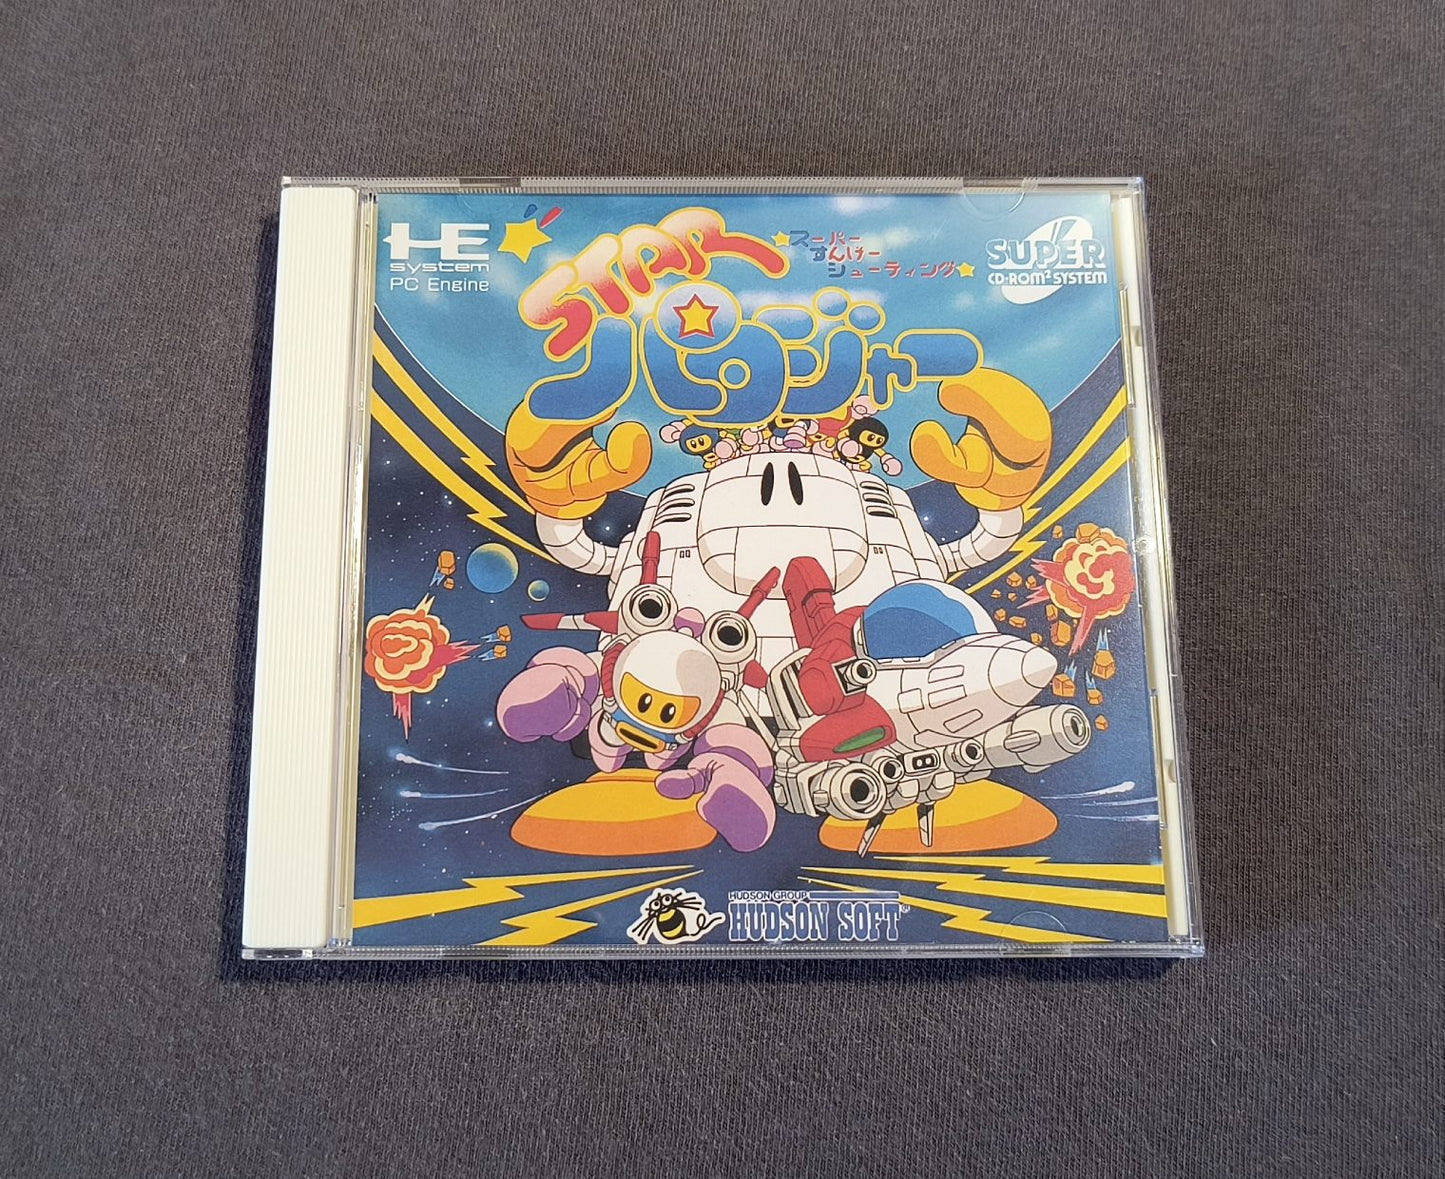 HE
system
PC Engine
STAR
パロジャー
スーパー
すんげー
シューティング
SUPER
CD-ROM² SYSTEM
HUDSON GROUP
HUDSON SOFT®